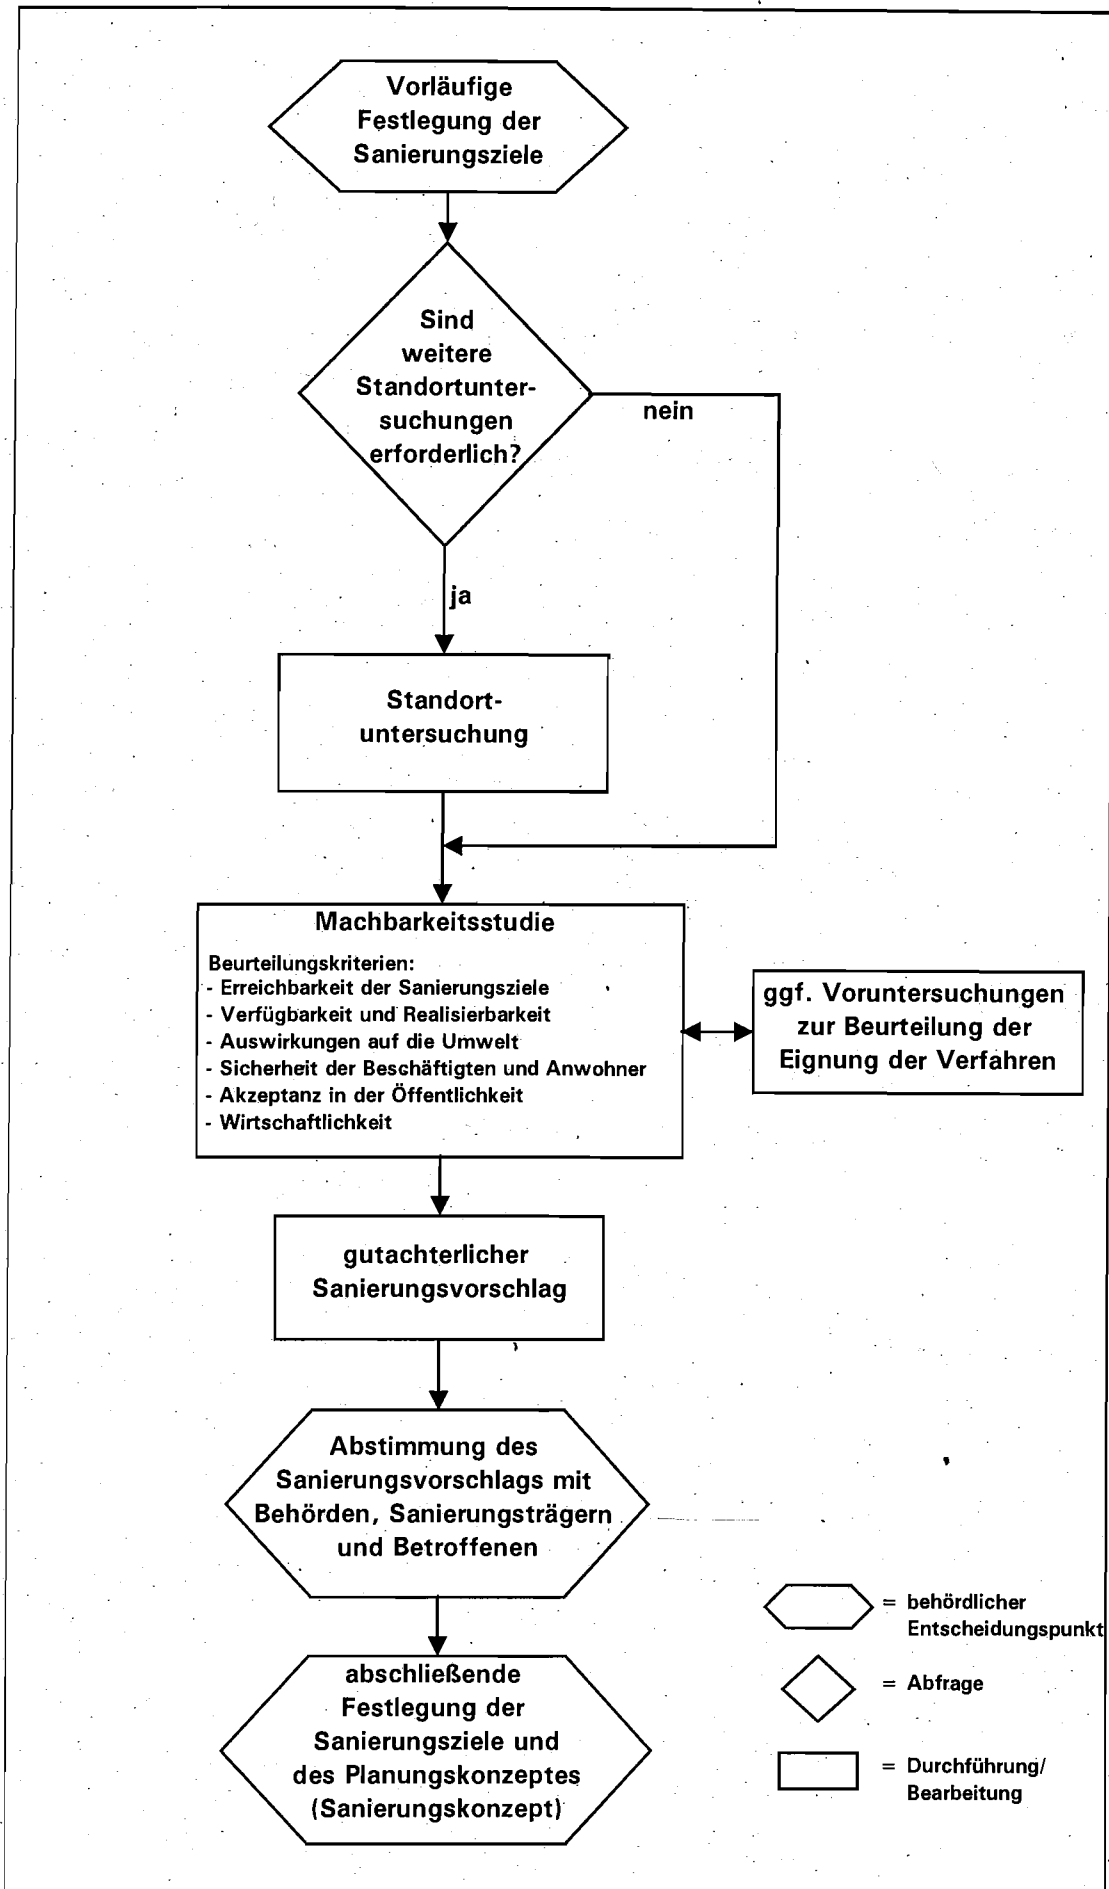 Vorläufige
Festlegung der
Sanierungsziele
Sind
weitere
Standortunter-
suchungen
erforderlich?
nein
ja
Standort-
untersuchung
Machbarkeitsstudie
Beurteilungskriterien:
- Erreichbarkeit der Sanierungsziele
- Verfügbarkeit und Realisierbarkeit
- Auswirkungen auf die Umwelt
- Sicherheit der Beschäftigten und Anwohner
- Akzeptanz in der Öffentlichkeit
- Wirtschaftlichkeit
ggf. Voruntersuchungen
zur Beurteilung der
Eignung der Verfahren
gutachterlicher
Sanierungsvorschlag
Abstimmung des
Sanierungsvorschlags mit
Behörden, Sanierungsträgern
und Betroffenen
abschließende
Festlegung der
Sanierungsziele und
des Planungskonzeptes
(Sanierungskonzept)
= behördlicher
Entscheidungspunkt
= Abfrage
= Durchführung/
Bearbeitung